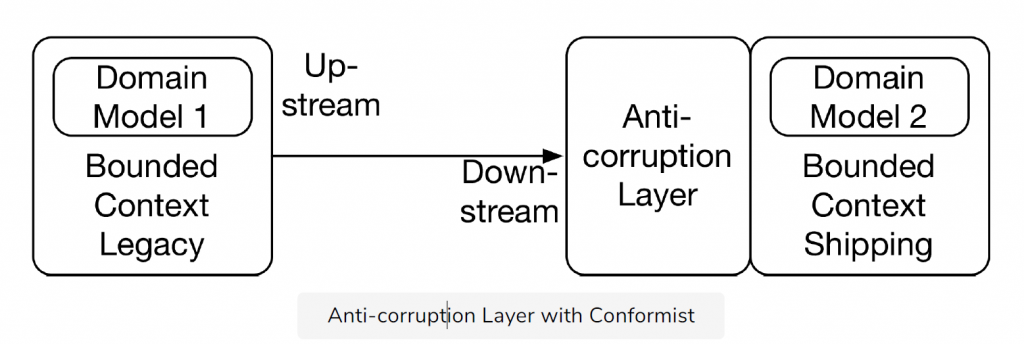 Domain
Model 1
Bounded
Context
Legacy
Up-
stream
Down-
stream
Anti-
corruption
Layer
Domain
Model 2
Bounded
Context
Shipping
Anti-corruption Layer with Conformist